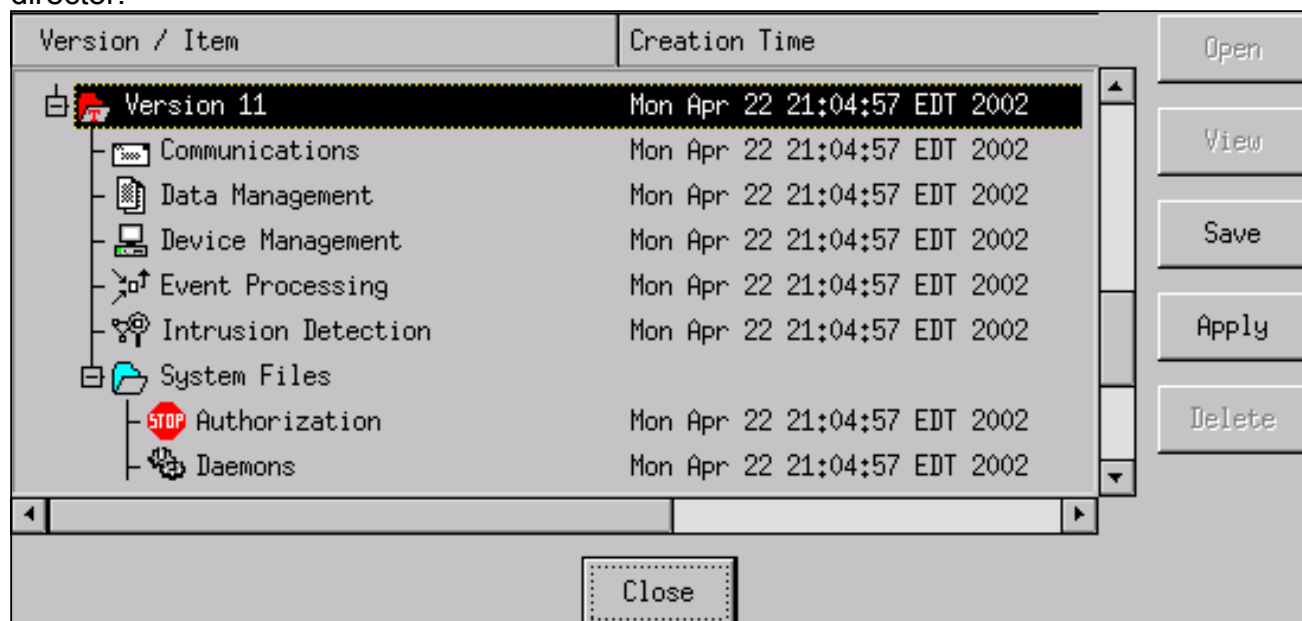 director.
Version / Item Creation Time
Open
Version 11 Mon Apr 22 21:04:57 EDT 2002
View
Communications Mon Apr 22 21:04:57 EDT 2002
Data Management Mon Apr 22 21:04:57 EDT 2002
Device Management Mon Apr 22 21:04:57 EDT 2002
Save
Event Processing Mon Apr 22 21:04:57 EDT 2002
Intrusion Detection Mon Apr 22 21:04:57 EDT 2002
Apply
System Files
STOP Authorization Mon Apr 22 21:04:57 EDT 2002
Delete
Daemons Mon Apr 22 21:04:57 EDT 2002
Close